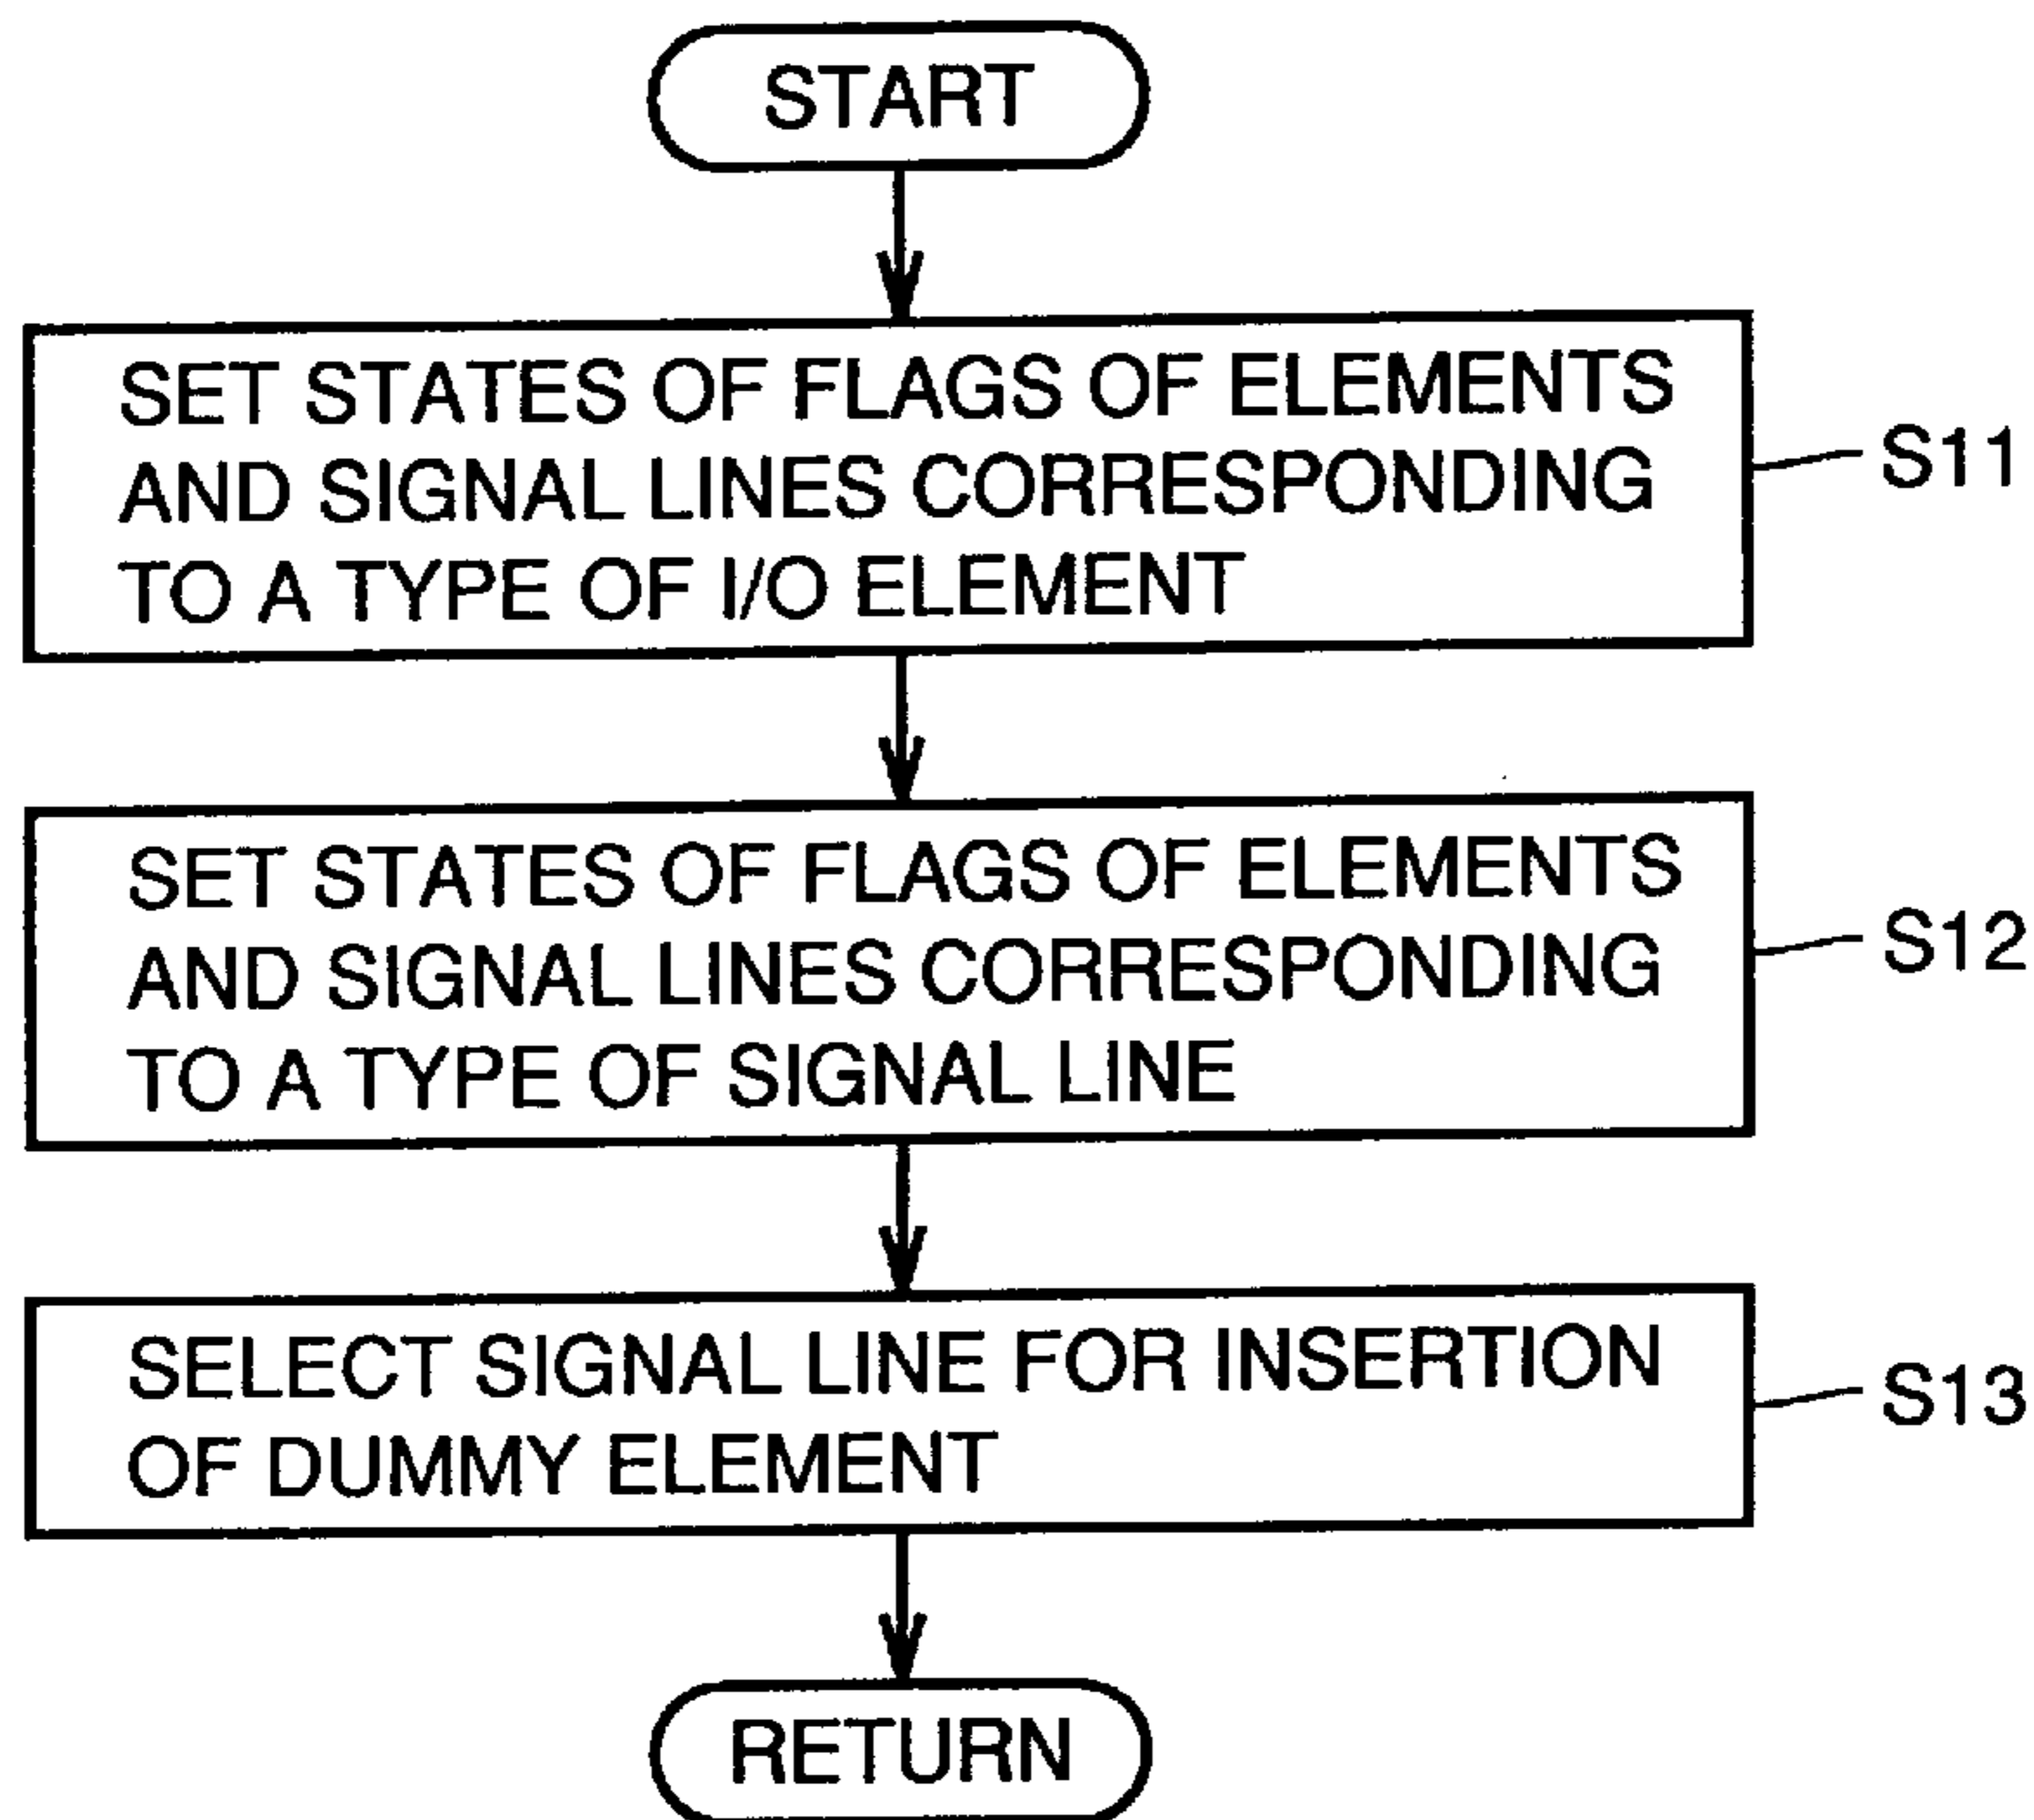 START
SET STATES OF FLAGS OF ELEMENTS
AND SIGNAL LINES CORRESPONDING
TO A TYPE OF I/O ELEMENT
S11
SET STATES OF FLAGS OF ELEMENTS
AND SIGNAL LINES CORRESPONDING
TO A TYPE OF SIGNAL LINE
S12
SELECT SIGNAL LINE FOR INSERTION
OF DUMMY ELEMENT
S13
RETURN